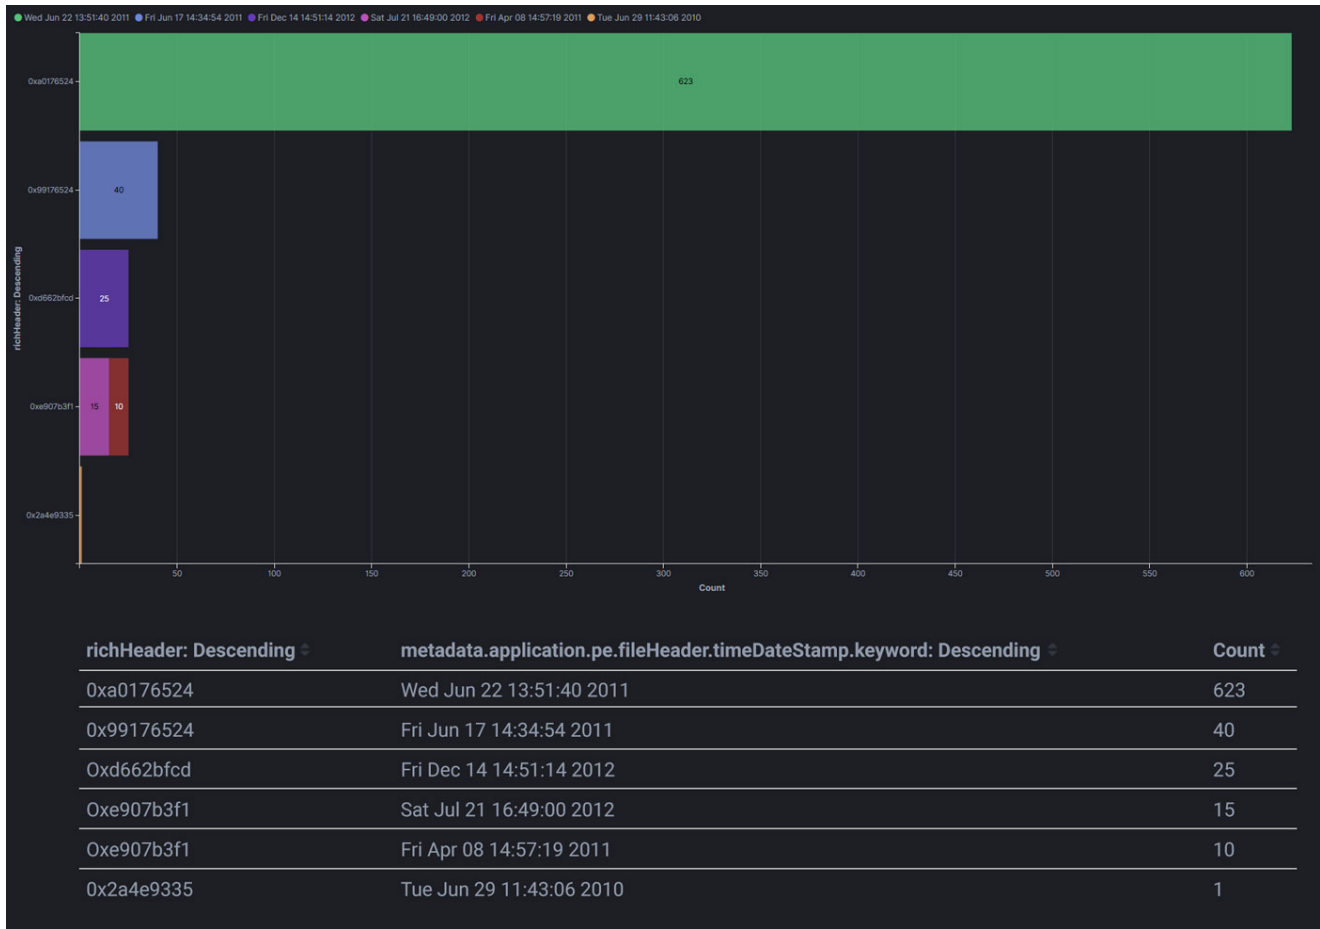 Wed Jun 22 13:51:40 2011 Fri Jun 17 14:34:54 2011 Fri Dec 14 14:51:14 2012 Sat Jul 21 16:49:00 2012 Fri Apr 08 14:57:19 2011 Tue Jun 29 11:43:06 2010
richHeader: Descending
0xa0176524
623
0x99176524
40
0xd662bfcd
25
0xe907b3f1
15 10
0x2a4e9335
50 100 150 200 250 300 350 400 450 500 550 600
Count
richHeader: Descending metadata.application.pe.fileHeader.timeDateStamp.keyword: Descending Count
0xa0176524 Wed Jun 22 13:51:40 2011 623
0x99176524 Fri Jun 17 14:34:54 2011 40
Oxd662bfcd Fri Dec 14 14:51:14 2012 25
Oxe907b3f1 Sat Jul 21 16:49:00 2012 15
Oxe907b3f1 Fri Apr 08 14:57:19 2011 10
0x2a4e9335 Tue Jun 29 11:43:06 2010 1